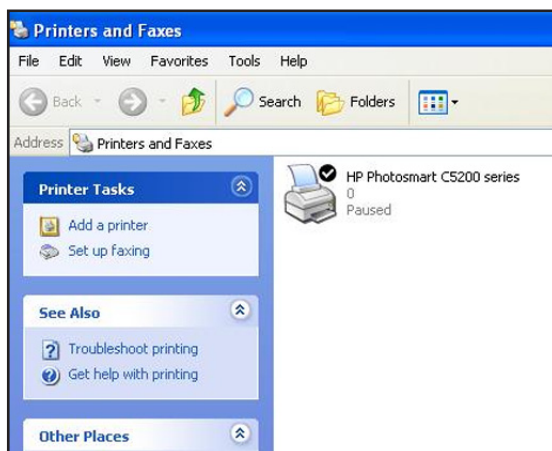 Printers and Faxes
File Edit View Favorites Tools Help
Back Search Folders
Address Printers and Faxes
Printer Tasks
Add a printer
Set up faxing
See Also
Troubleshoot printing
Get help with printing
Other Places
HP Photosmart C5200 series
0
Paused